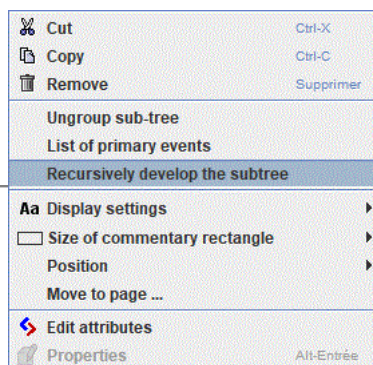 Cut Ctrl-X
Copy Ctrl-C
Remove Supprimer
Ungroup sub-tree
List of primary events
Recursively develop the subtree
Aa Display settings
Size of commentary rectangle
Position
Move to page ...
Edit attributes
Properties Alt-Entrée